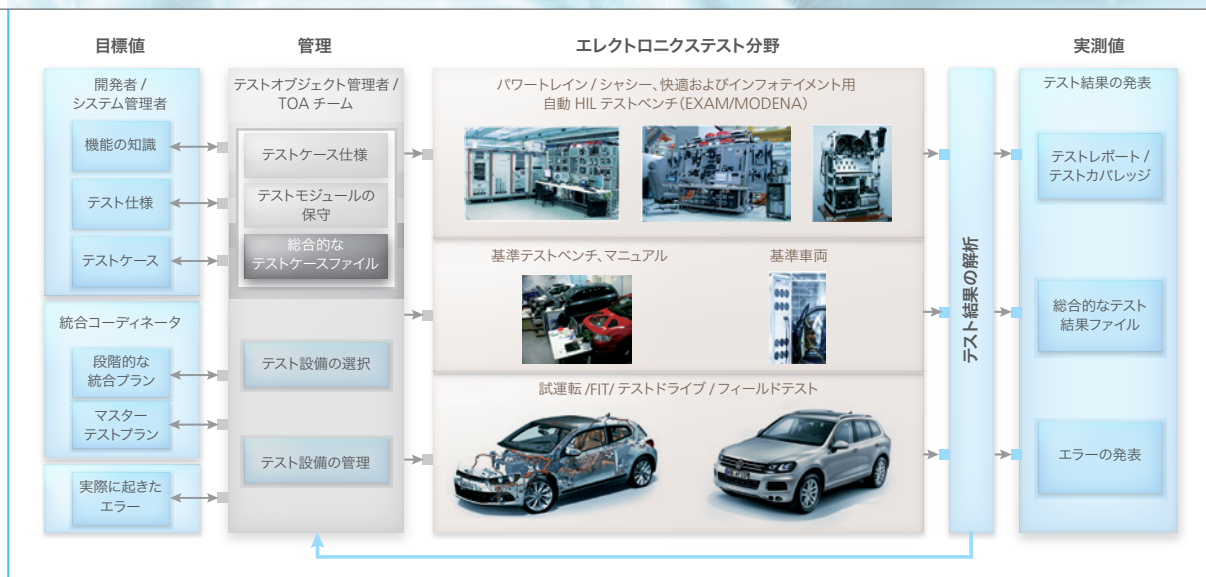 目標値
管理
エレクトロニクステスト分野
実測値
開発者 /
システム管理者
機能の知識
テスト仕様
テストケース
統合コーディネータ
段階的な
統合プラン
マスター
テストプラン
実際に起きた
エラー
テストオブジェクト管理者 /
TOA チーム
テストケース仕様
テストモジュールの
保守
総合的な
テストケースファイル
テスト設備の選択
テスト設備の管理
パワートレイン / シャシー、快適およびインフォテイメント用
自動 HIL テストベンチ（EXAM/MODENA）
基準テストベンチ、マニュアル
基準車両
試運転 /FIT/ テストドライブ / フィールドテスト
テスト結果の解析
テスト結果の発表
テストレポート /
テストカバレッジ
総合的なテスト
結果ファイル
エラーの発表